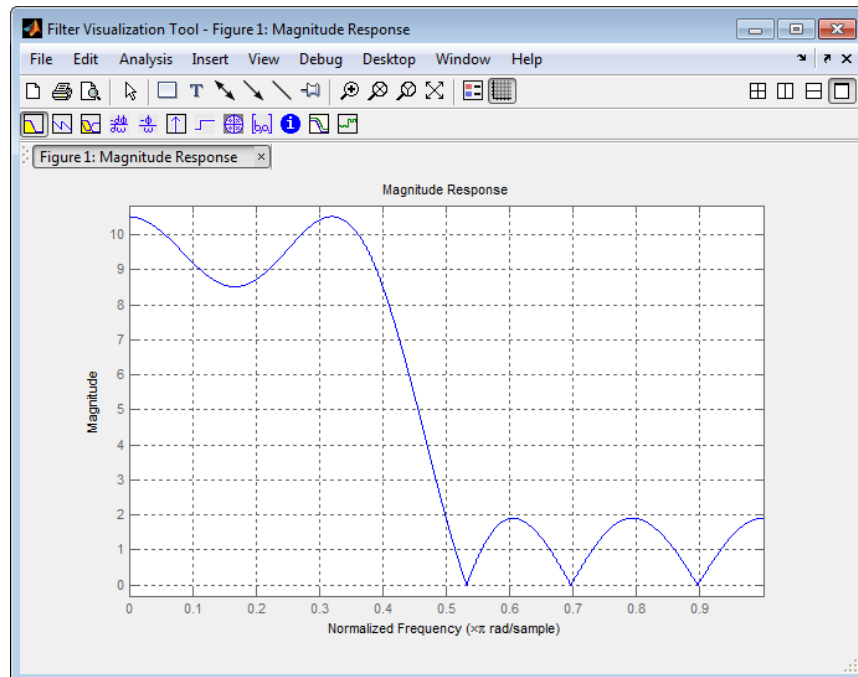 Filter Visualization Tool - Figure 1: Magnitude Response
File Edit Analysis Insert View Debug Desktop Window Help
T
[b,a]
Figure 1: Magnitude Response ×
Magnitude Response
10
9
8
7
6
5
4
3
2
1
0
Magnitude
0 0.1 0.2 0.3 0.4 0.5 0.6 0.7 0.8 0.9
Normalized Frequency (×π rad/sample)